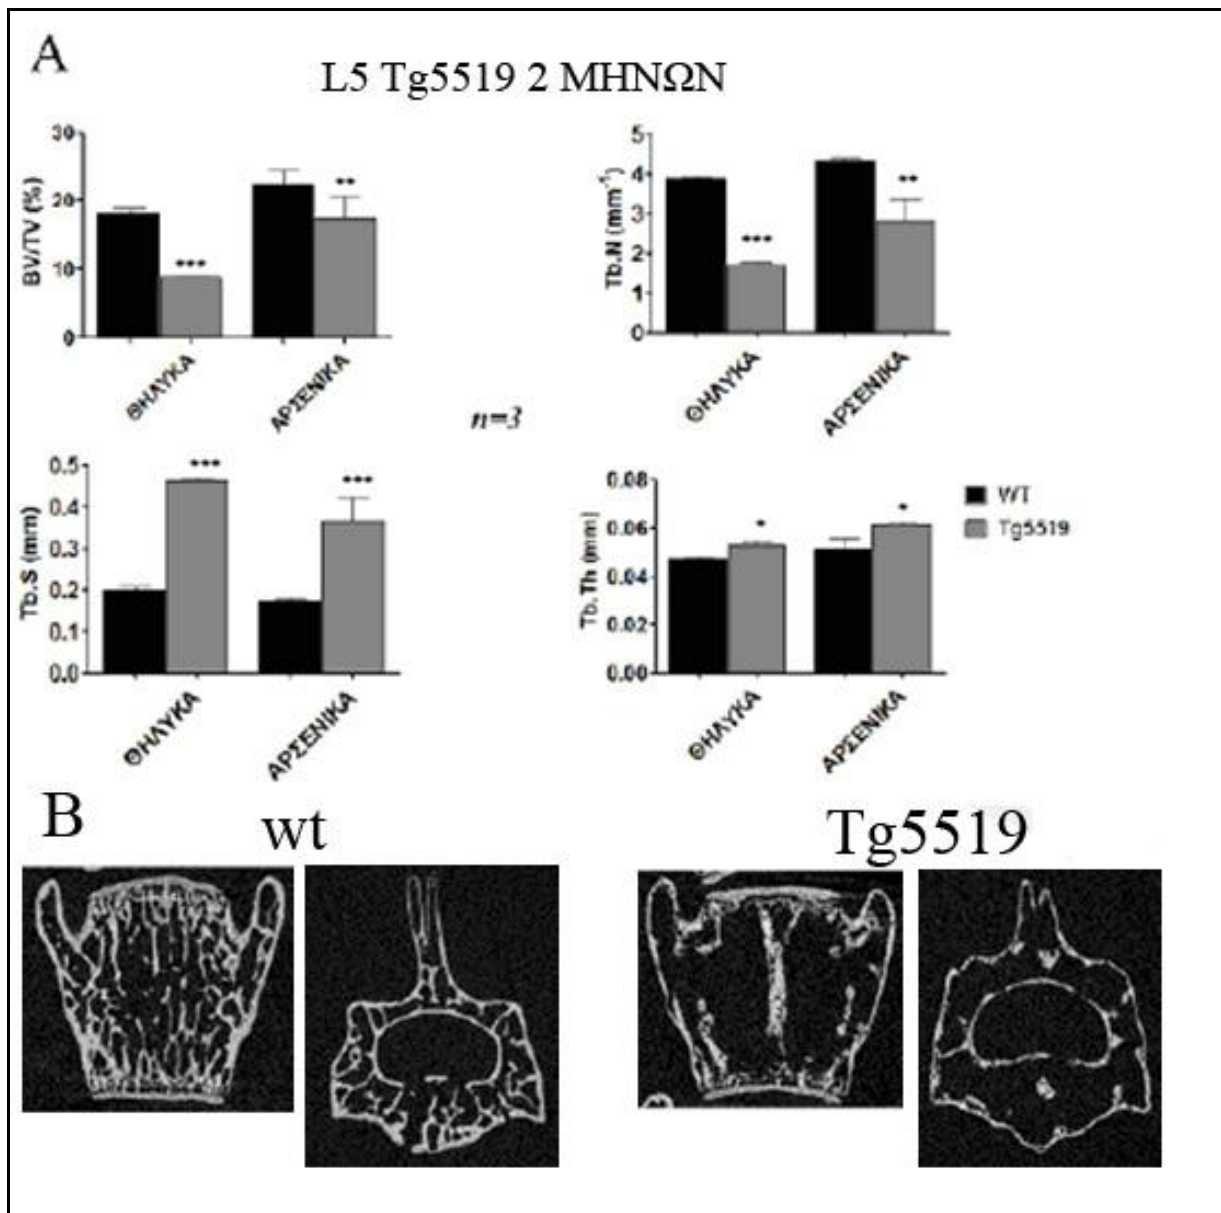 A
L5 Tg5519 2 ΜΗΝΩΝ
BV/TV (%)
30
20
10
0
ΘΗΛΥΚΑ
ΑΡΣΕΝΙΚΑ
**
***
Tb.N (mm-1)
5
4
3
2
1
0
ΘΗΛΥΚΑ
ΑΡΣΕΝΙΚΑ
**
***
n=3
Tb.S (mm)
0.5
0.4
0.3
0.2
0.1
0.0
ΘΗΛΥΚΑ
ΑΡΣΕΝΙΚΑ
***
***
Tb.Th (mm)
0.08
0.06
0.04
0.02
0.00
ΘΗΛΥΚΑ
ΑΡΣΕΝΙΚΑ
*
*
WT
Tg5519
B
wt
Tg5519